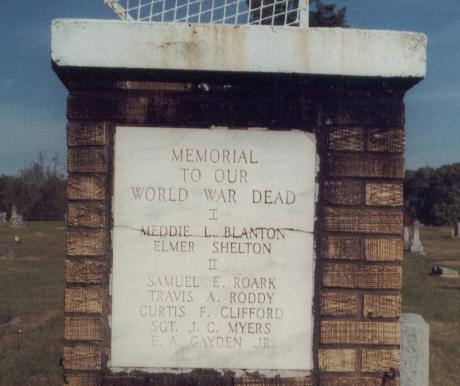 MEMORIAL
TO OUR
WORLD WAR DEAD
I
MEDDIE L. BLANTON
ELMER SHELTON
II
SAMUEL E. ROARK
TRAVIS A. RODDY
CURTIS F. CLIFFORD
SGT. J. C. MYERS
E. A. GAYDEN JR.